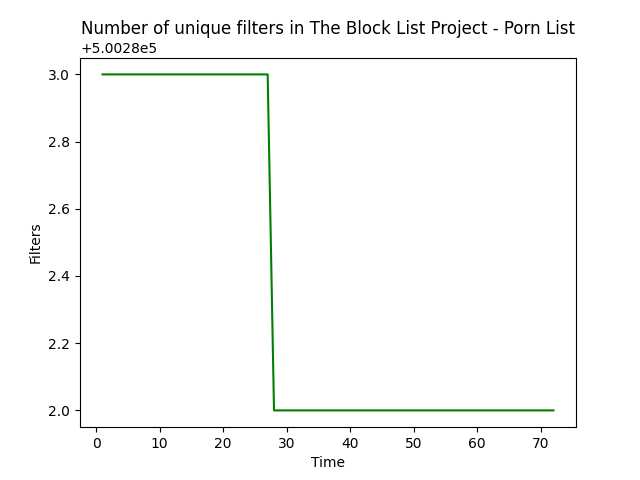 Number of unique filters in The Block List Project - Porn List
+5.0028e5
3.0
2.8
2.6
2.4
2.2
2.0
Filters
0 10 20 30 40 50 60 70
Time